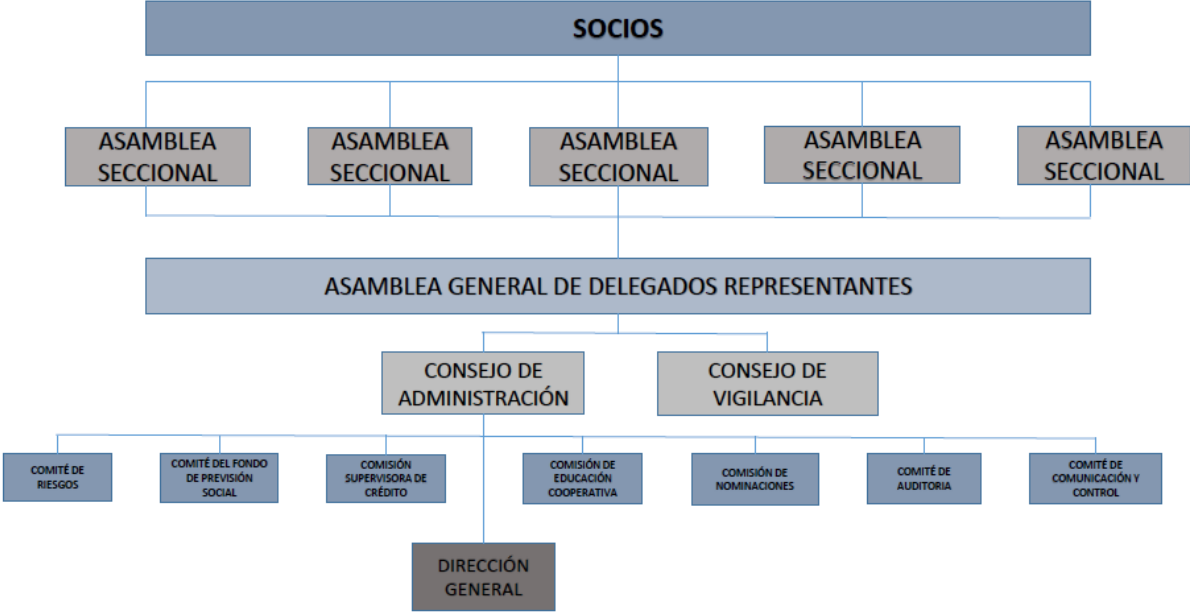 SOCIOS
ASAMBLEA
SECCIONAL
ASAMBLEA
SECCIONAL
ASAMBLEA
SECCIONAL
ASAMBLEA
SECCIONAL
ASAMBLEA
SECCIONAL
ASAMBLEA GENERAL DE DELEGADOS REPRESENTANTES
CONSEJO DE
ADMINISTRACIÓN
CONSEJO DE
VIGILANCIA
COMITÉ DE
RIESGOS
COMITÉ DEL FONDO
DE PREVISIÓN
SOCIAL
COMISIÓN
SUPERVISORA DE
CRÉDITO
COMISIÓN DE
EDUCACIÓN
COOPERATIVA
COMISIÓN DE
NOMINACIONES
COMITÉ DE
AUDITORIA
COMITÉ DE
COMUNICACIÓN Y
CONTROL
DIRECCIÓN
GENERAL